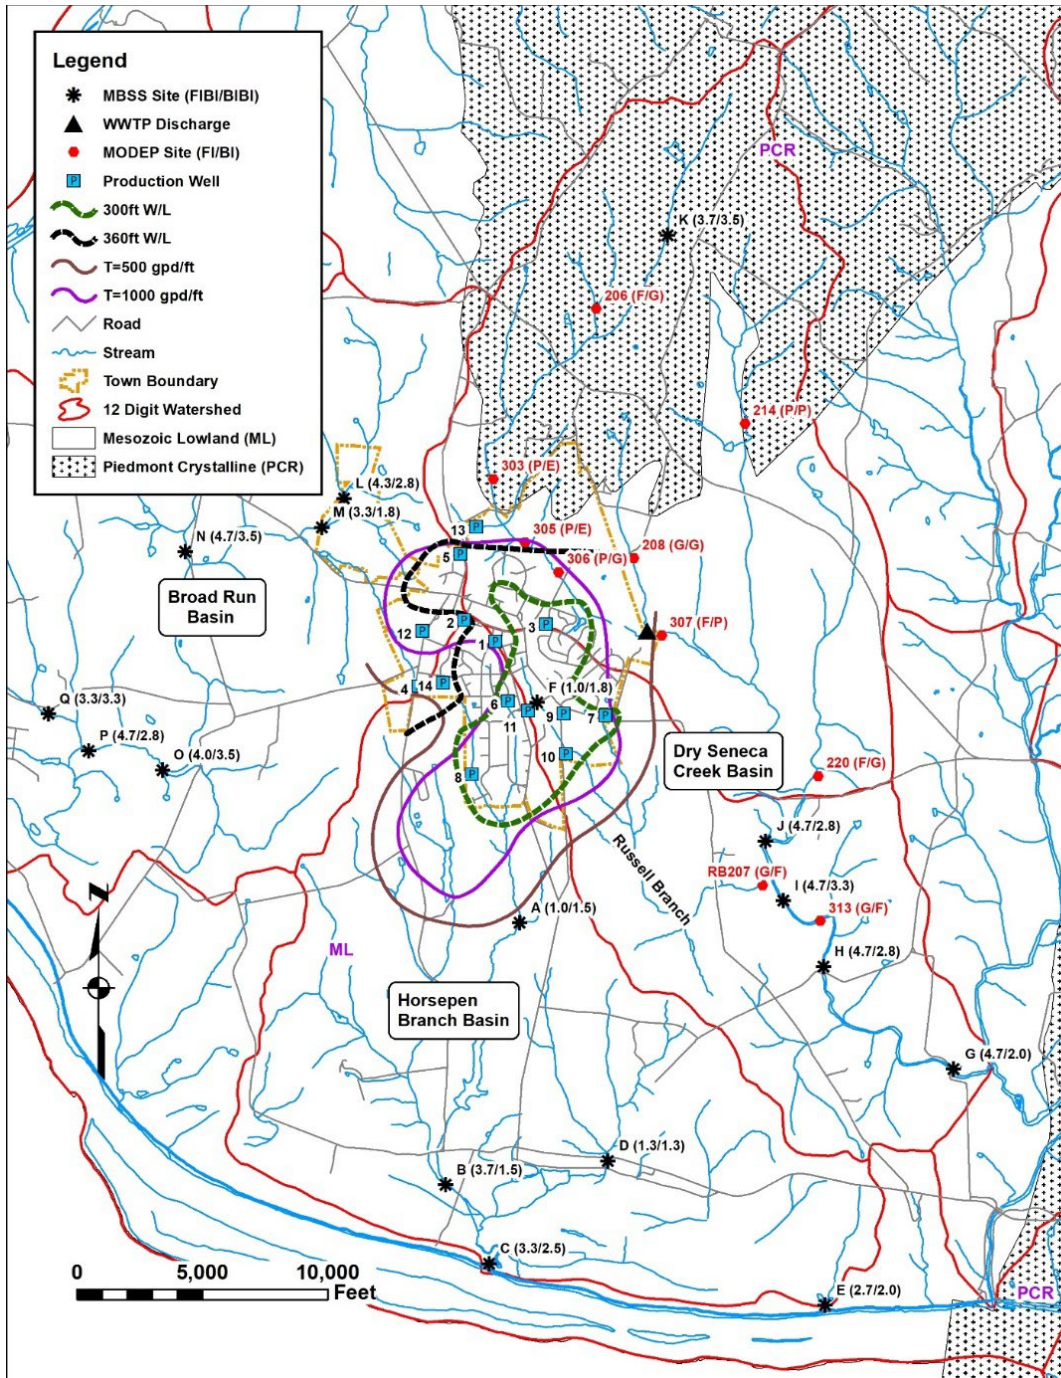 Legend
MBSS Site (FIBI/BIBI)
WWTP Discharge
MODEP Site (FI/BI)
P
Production Well
300ft W/L
360ft W/L
T=500 gpd/ft
T=1000 gpd/ft
Road
Stream
Town Boundary
12 Digit Watershed
Mesozoic Lowland (ML)
Piedmont Crystalline (PCR)
PCR
K (3.7/3.5)
206 (F/G)
214 (P/P)
303 (P/E)
L (4.3/2.8)
M (3.3/1.8)
N (4.7/3.5)
13 P
305 (P/E)
5 P
208 (G/G)
306 (P/G)
Broad Run
Basin
2 P
3 P
12 P
1 P
307 (F/P)
4
14 P
F (1.0/1.8)
6 P
P
11
9 P
7 P
Q (3.3/3.3)
P (4.7/2.8)
O (4.0/3.5)
10 P
8 P
Dry Seneca
Creek Basin
220 (F/G)
J (4.7/2.8)
Russell Branch
RB207 (G/F)
I (4.7/3.3)
313 (G/F)
A (1.0/1.5)
H (4.7/2.8)
ML
Z
Horsepen
Branch Basin
G (4.7/2.0)
D (1.3/1.3)
B (3.7/1.5)
C (3.3/2.5)
0 5,000 10,000
Feet
E (2.7/2.0)
PCR